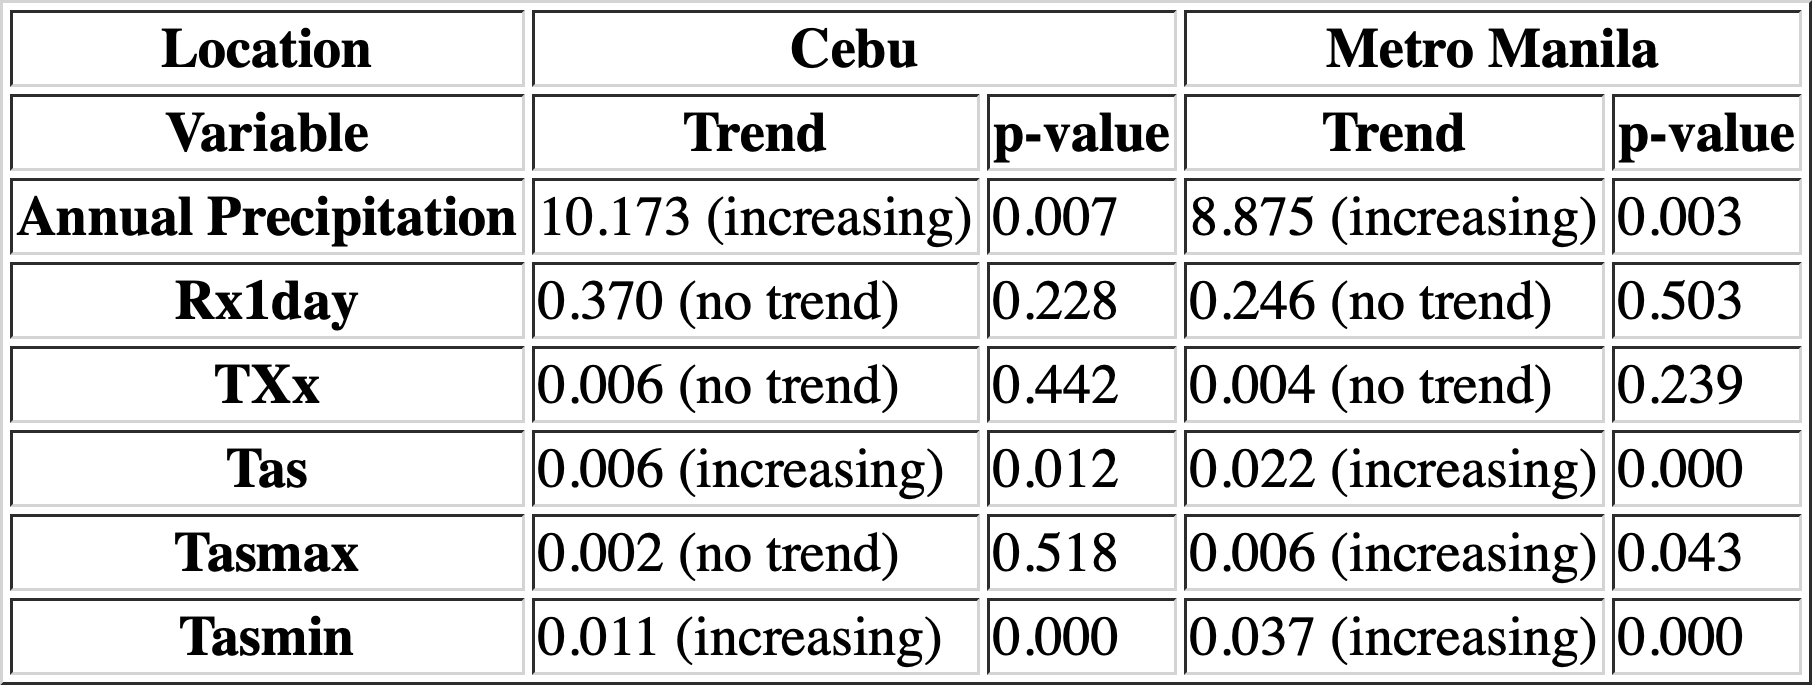 Location Cebu Metro Manila
Variable Trend p-value Trend p-value
Annual Precipitation 10.173 (increasing) 0.007 8.875 (increasing) 0.003
Rx1day 0.370 (no trend) 0.228 0.246 (no trend) 0.503
TXx 0.006 (no trend) 0.442 0.004 (no trend) 0.239
Tas 0.006 (increasing) 0.012 0.022 (increasing) 0.000
Tasmax 0.002 (no trend) 0.518 0.006 (increasing) 0.043
Tasmin 0.011 (increasing) 0.000 0.037 (increasing) 0.000